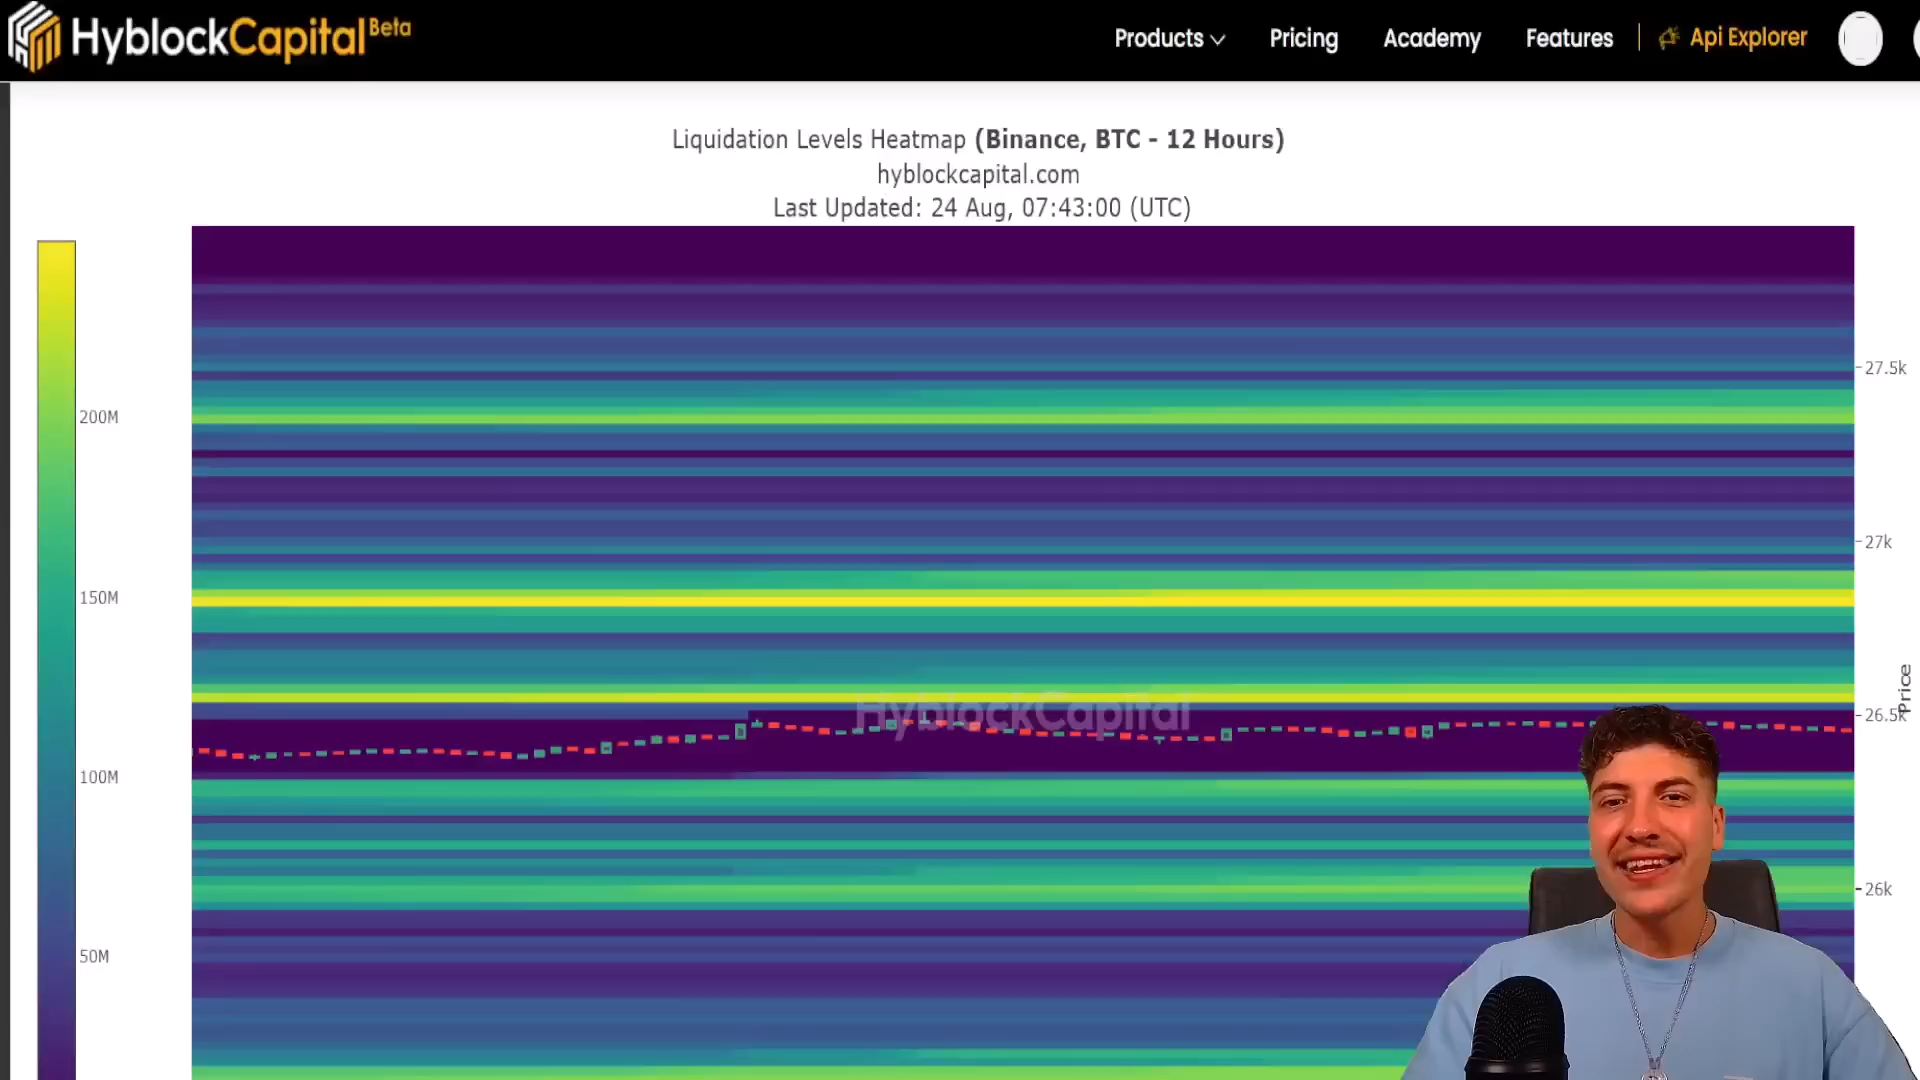 HyblockCapital Beta
Products
Pricing
Academy
Features
Api Explorer
Liquidation Levels Heatmap (Binance, BTC - 12 Hours)
hyblockcapital.com
Last Updated: 24 Aug, 07:43:00 (UTC)
200M
150M
100M
50M
27.5k
27k
26.5k
26k
Price
HyblockCapital